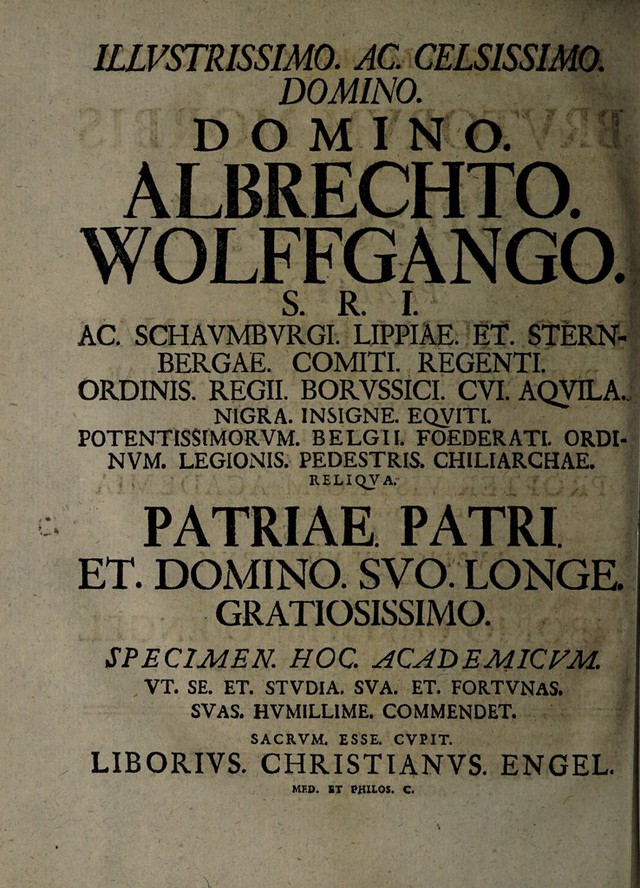 ILLVSTRISSIMO. AC. CELSISSIMO.
DOMINO.
DOMINO.
ALBRECHTO.
WOLFFGANGO.
S. R. I.
AC. SCHAVMBVRGI. LIPPIAE. ET. STERN-
BERGAE. COMITI. REGENTI.
ORDINIS. REGII. BORVSSICI. CVI. AQVILA.
NIGRA. INSIGNE. EQVITI.
POTENTISSIMORVM. BELGII. FOEDERATI. ORDI-
NVM. LEGIONIS. PEDESTRIS. CHILIARCHAE.
RELIQVA.
PATRIAE. PATRI.
ET. DOMINO. SVO. LONGE.
GRATIOSISSIMO.
SPECIMEN. HOC. ACADEMICVM.
VT. SE. ET. STVDIA. SVA. ET. FORTVNAS.
SVAS. HVMILLIME. COMMENDET.
SACRVM. ESSE. CVPIT.
LIBORIVS. CHRISTIANVS. ENGEL.
MED. ET PHILOS. C.